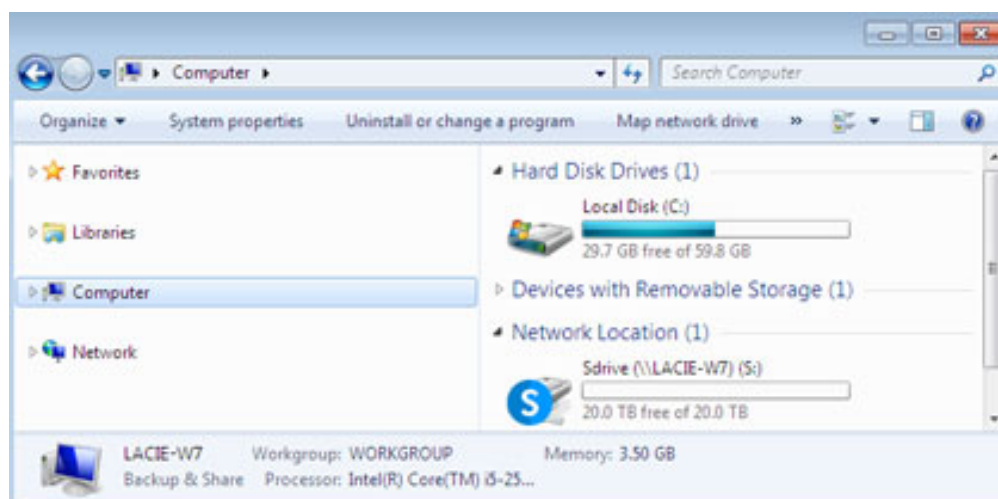 Computer
Search Computer
Organize
System properties
Uninstall or change a program
Map network drive
»
Favorites
Libraries
Computer
Network
Hard Disk Drives (1)
Local Disk (C:)
29.7 GB free of 59.8 GB
Devices with Removable Storage (1)
Network Location (1)
Sdrive (\\LACIE-W7) (S:)
S
20.0 TB free of 20.0 TB
LACIE-W7 Workgroup: WORKGROUP Memory: 3.50 GB
Backup & Share Processor: Intel(R) Core(TM) i5-25...